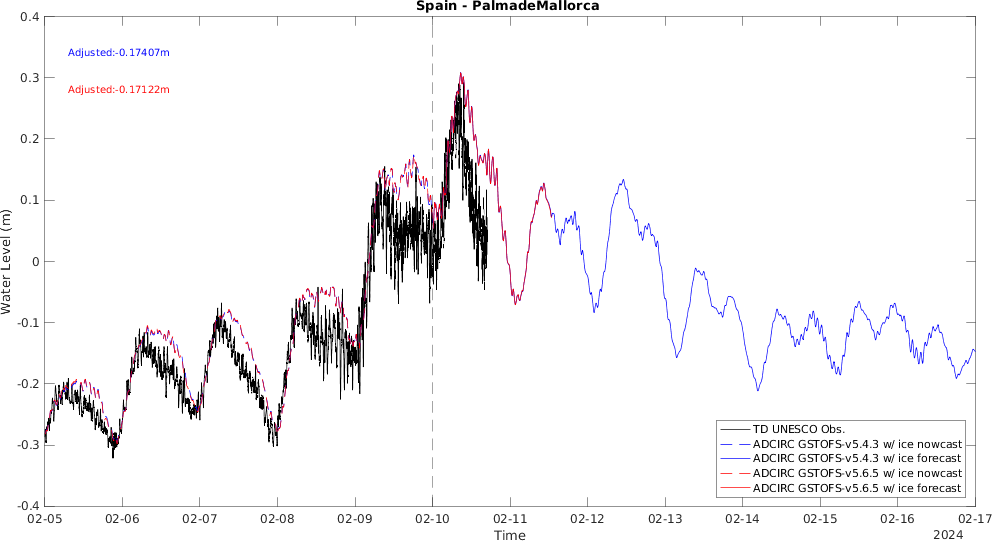 Spain - PalmadeMallorca
Adjusted:-0.17407m
Adjusted:-0.17122m
Water Level (m)
0.4
0.3
0.2
0.1
0
-0.1
-0.2
-0.3
-0.4
TD UNESCO Obs.
ADCIRC GSTOFS-v5.4.3 w/ ice nowcast
ADCIRC GSTOFS-v5.4.3 w/ ice forecast
ADCIRC GSTOFS-v5.6.5 w/ ice nowcast
ADCIRC GSTOFS-v5.6.5 w/ ice forecast
02-05 02-06 02-07 02-08 02-09 02-10 02-11 02-12 02-13 02-14 02-15 02-16 02-17
Time
2024